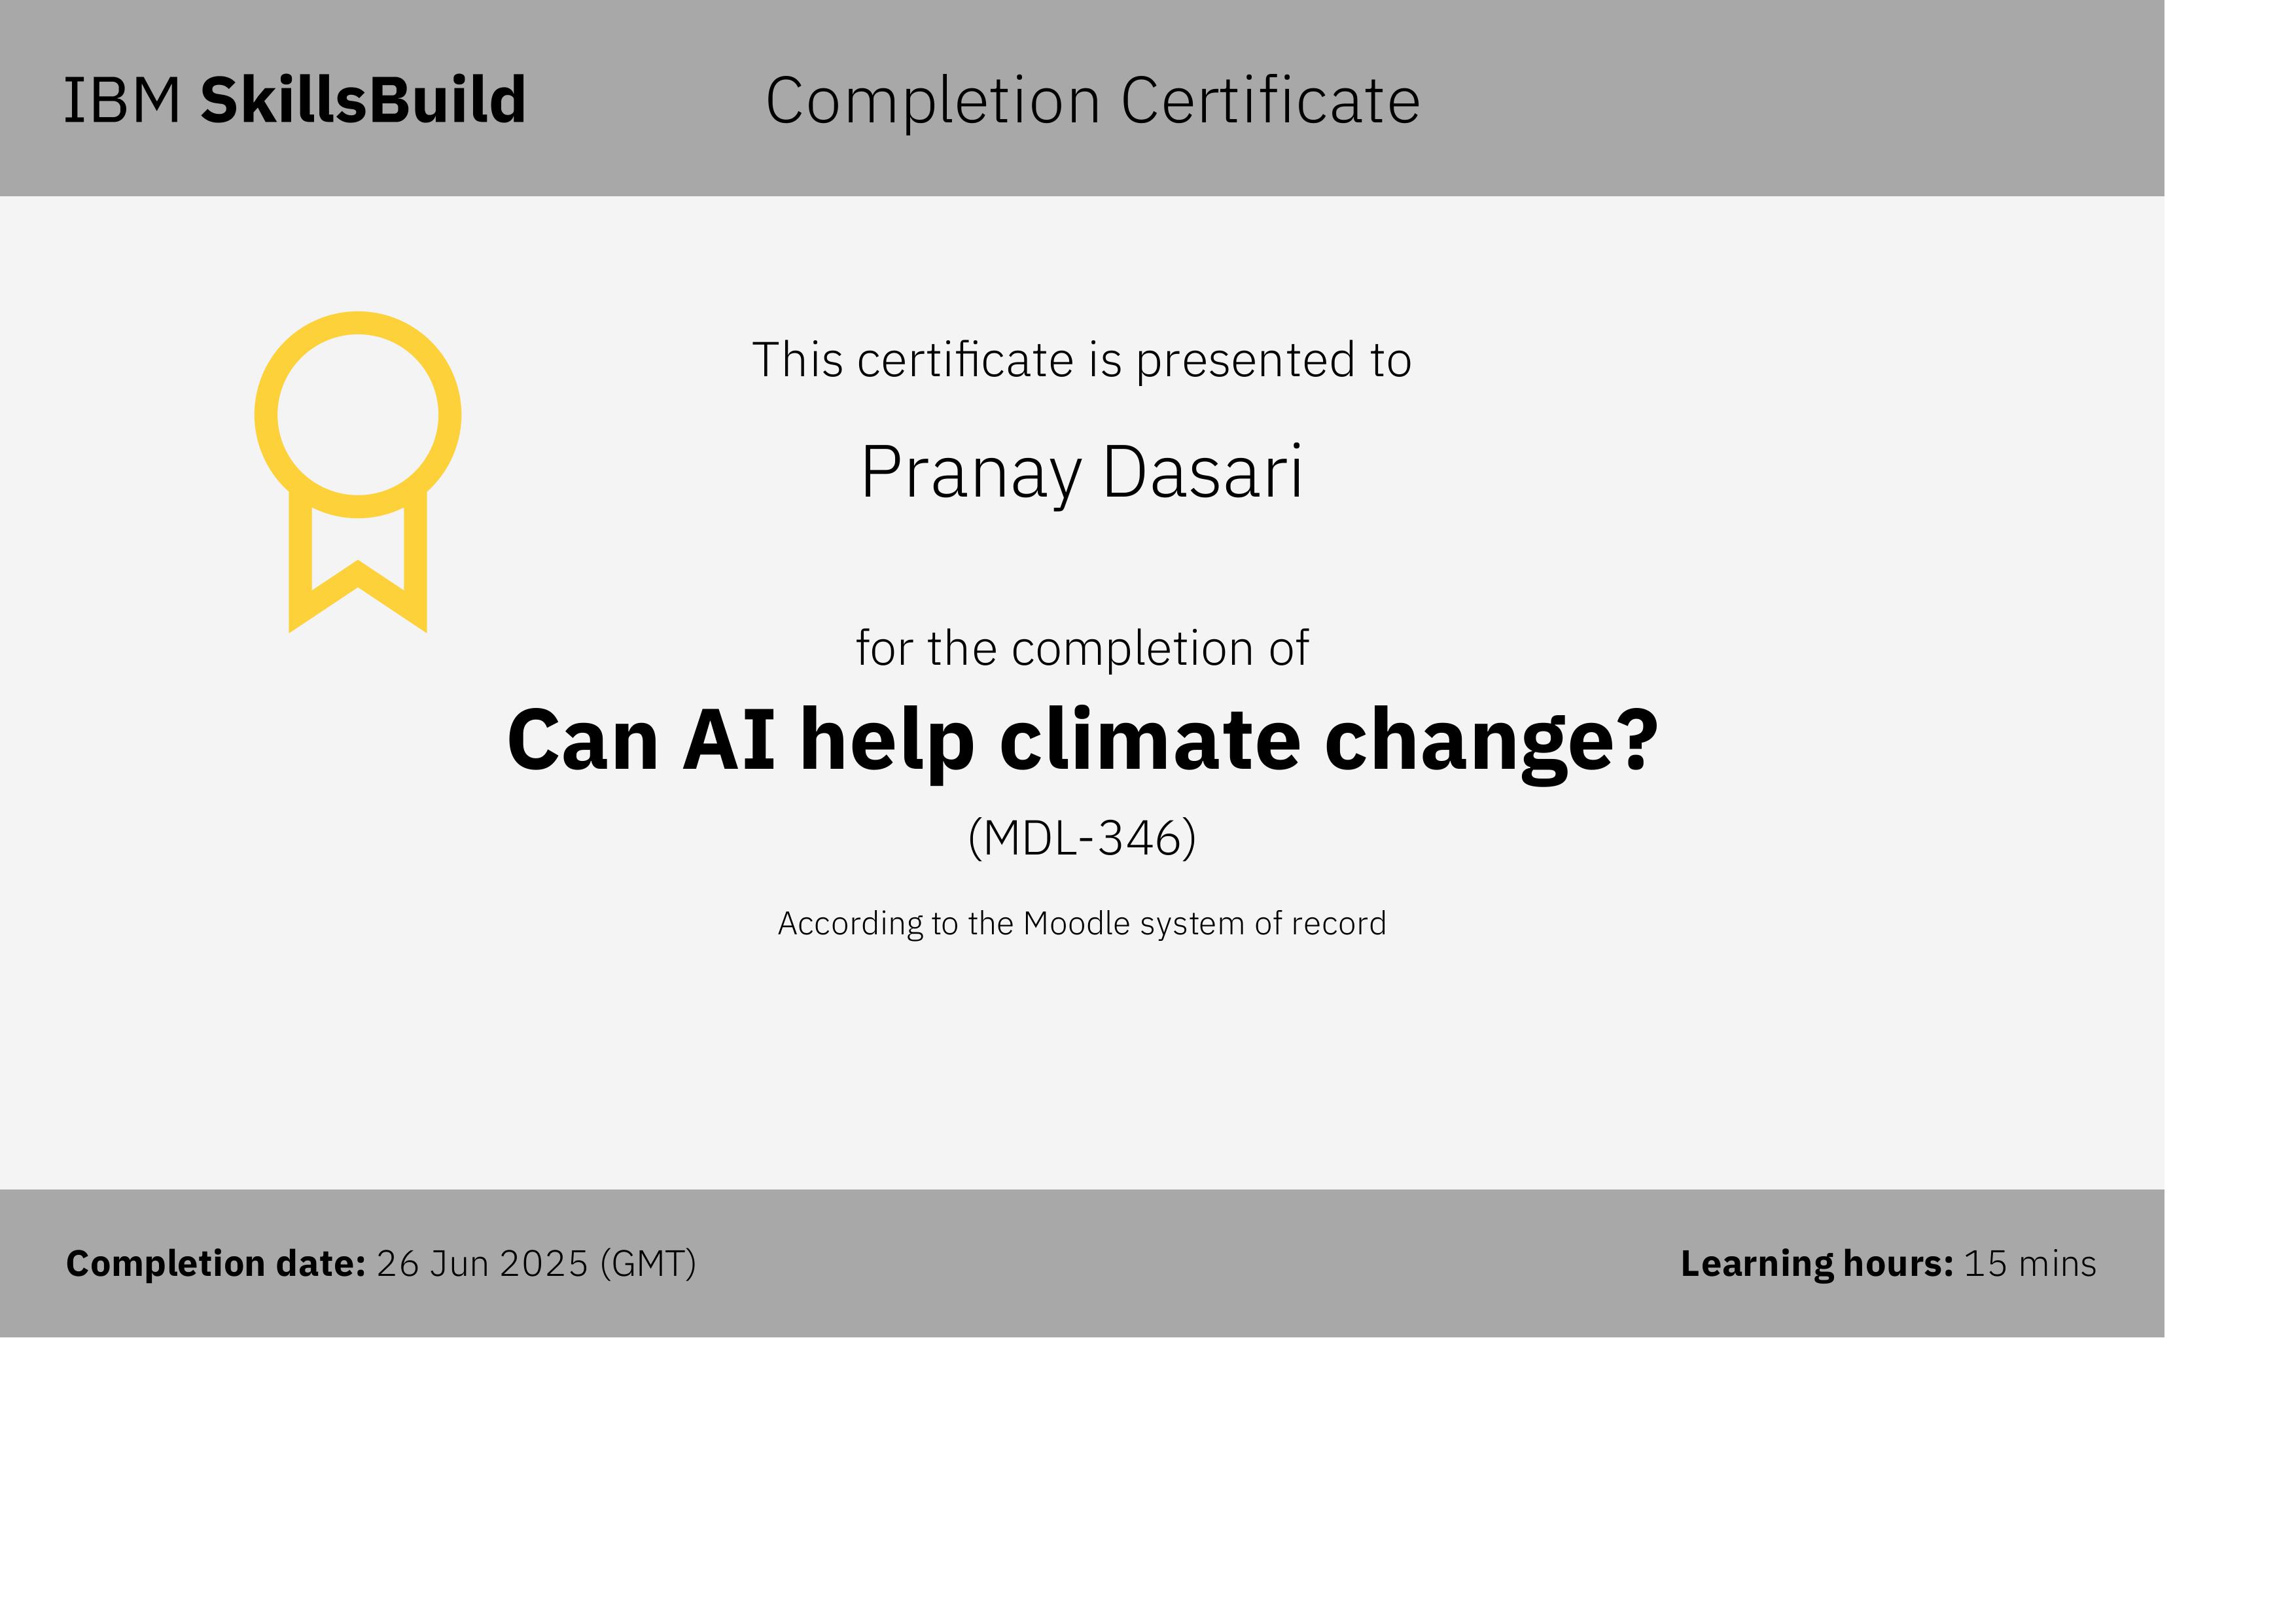 IBM SkillsBuild
Completion Certificate
This certificate is presented to
Pranay Dasari
for the completion of
Can AI help climate change?
(MDL-346)
According to the Moodle system of record
Completion date: 26 Jun 2025 (GMT)
Learning hours: 15 mins